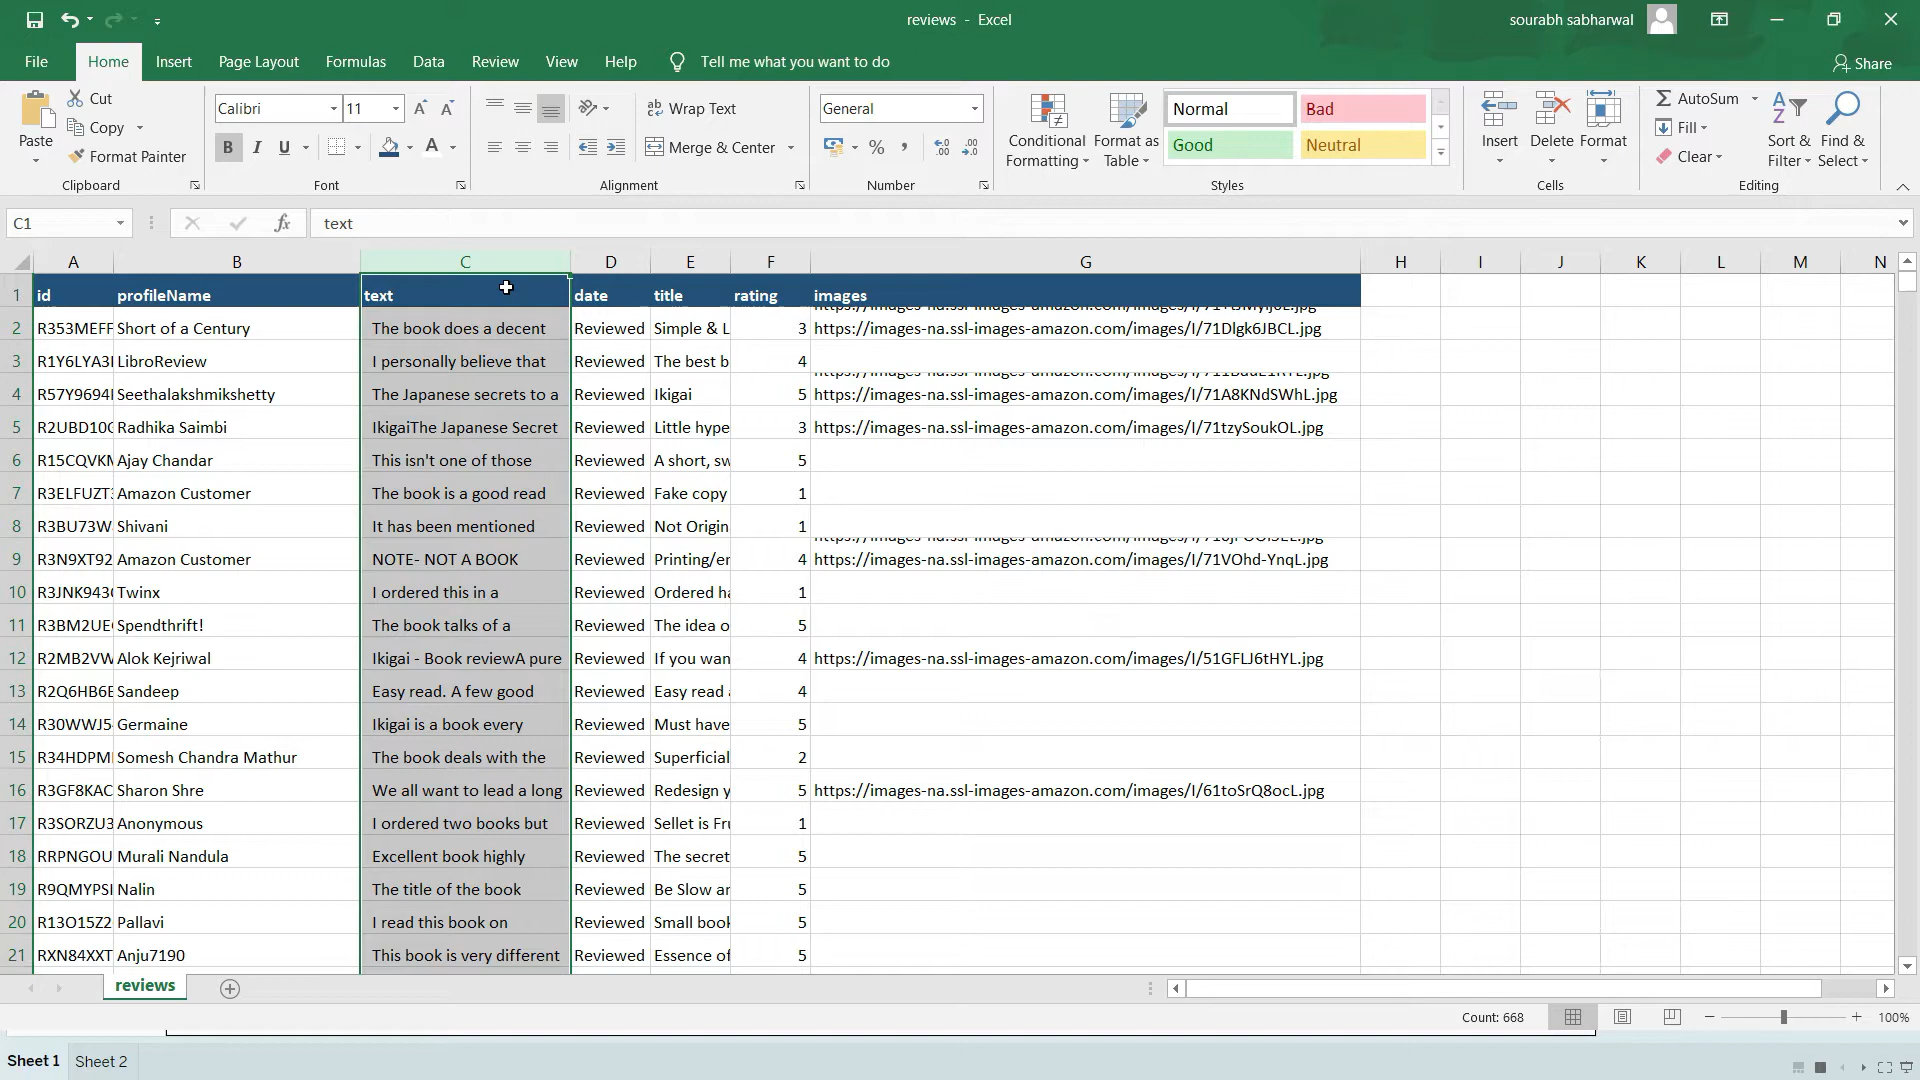 reviews - Excel
sourabh sabharwal
File Home Insert Page Layout Formulas Data Review View Help Tell me what you want to do Share
Paste
Cut
Copy
Format Painter
Clipboard
Calibri 11
B I U A
Font
Wrap Text
Merge & Center
Alignment
General
% ,
Number
Conditional Formatting
Format as Table
Normal Bad
Good Neutral
Styles
Insert Delete Format
Cells
AutoSum
Fill
Clear
Sort & Filter
Find & Select
Editing
C1 fx text
A B C D E F G H I J K L M N
1 id profileName text date title rating images
2 R353MEFF Short of a Century The book does a decent Reviewed Simple & L 3 https://images-na.ssl-images-amazon.com/images/I/71Dlgk6JBCL.jpg
3 R1Y6LYA3 LibroReview I personally believe that Reviewed The best b 4
4 R57Y9694 Seethalakshmikshetty The Japanese secrets to a Reviewed Ikigai 5 https://images-na.ssl-images-amazon.com/images/I/71A8KNdSWhL.jpg
5 R2UBD10 Radhika Saimbi IkigaiThe Japanese Secret Reviewed Little hype 3 https://images-na.ssl-images-amazon.com/images/I/71tzySoukOL.jpg
6 R15CQVK Ajay Chandar This isn't one of those Reviewed A short, sw 5
7 R3ELFUZT Amazon Customer The book is a good read Reviewed Fake copy 1
8 R3BU73W Shivani It has been mentioned Reviewed Not Origin 1
9 R3N9XT92 Amazon Customer NOTE- NOT A BOOK Reviewed Printing/er 4 https://images-na.ssl-images-amazon.com/images/I/71VOhd-YnqL.jpg
10 R3JNK943 Twinx I ordered this in a Reviewed Ordered ha 1
11 R3BM2UE Spendthrift! The book talks of a Reviewed The idea o 5
12 R2MB2VW Alok Kejriwal Ikigai - Book reviewA pure Reviewed If you wan 4 https://images-na.ssl-images-amazon.com/images/I/51GFLJ6tHYL.jpg
13 R2Q6HB6E Sandeep Easy read. A few good Reviewed Easy read 4
14 R30WWJ5 Germaine Ikigai is a book every Reviewed Must have 5
15 R34HDPM Somesh Chandra Mathur The book deals with the Reviewed Superficial 2
16 R3GF8KAC Sharon Shre We all want to lead a long Reviewed Redesign y 5 https://images-na.ssl-images-amazon.com/images/I/61toSrQ8ocL.jpg
17 R3SORZU3 Anonymous I ordered two books but Reviewed Sellet is Fr 1
18 RRPNGOU Murali Nandula Excellent book highly Reviewed The secret 5
19 R9QMYPSI Nalin The title of the book Reviewed Be Slow ar 5
20 R13O15Z2 Pallavi I read this book on Reviewed Small book 5
21 RXN84XXT Anju7190 This book is very different Reviewed Essence of 5
reviews
Count: 668 100%
Sheet 1 Sheet 2